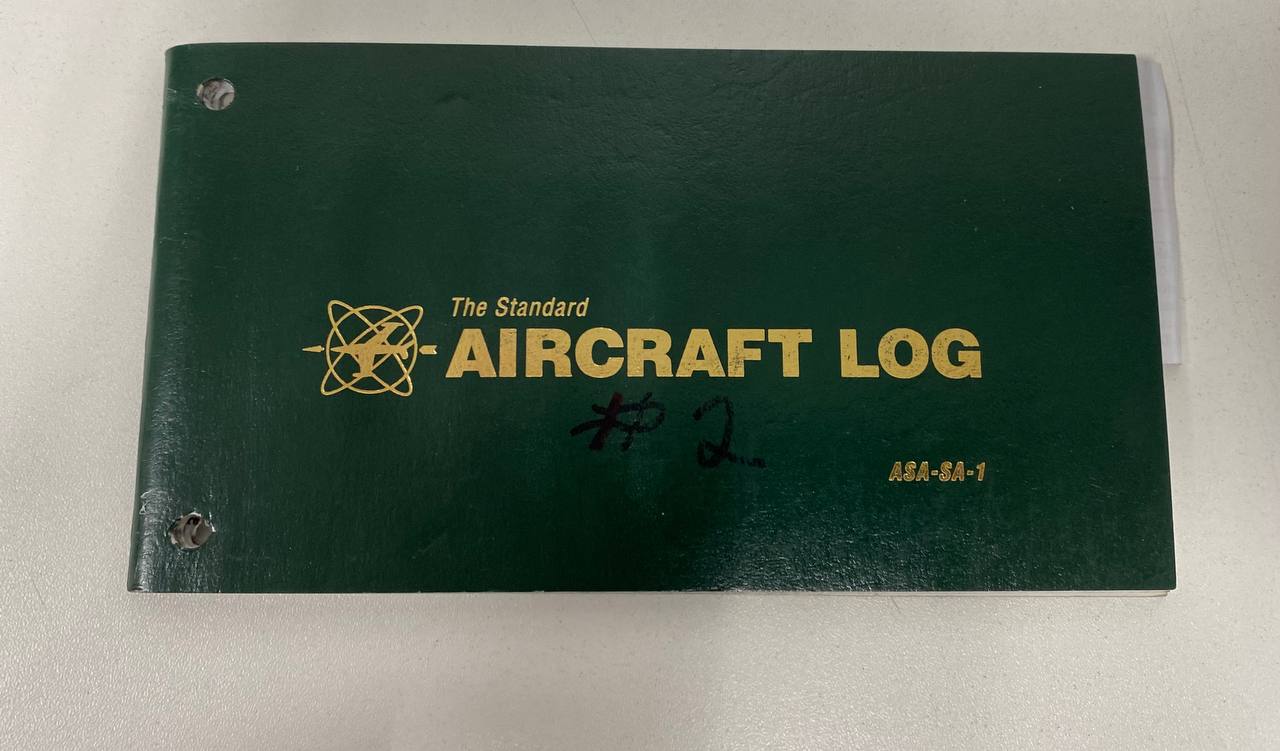 The Standard
AIRCRAFT LOG
# 2
ASA-SA-1